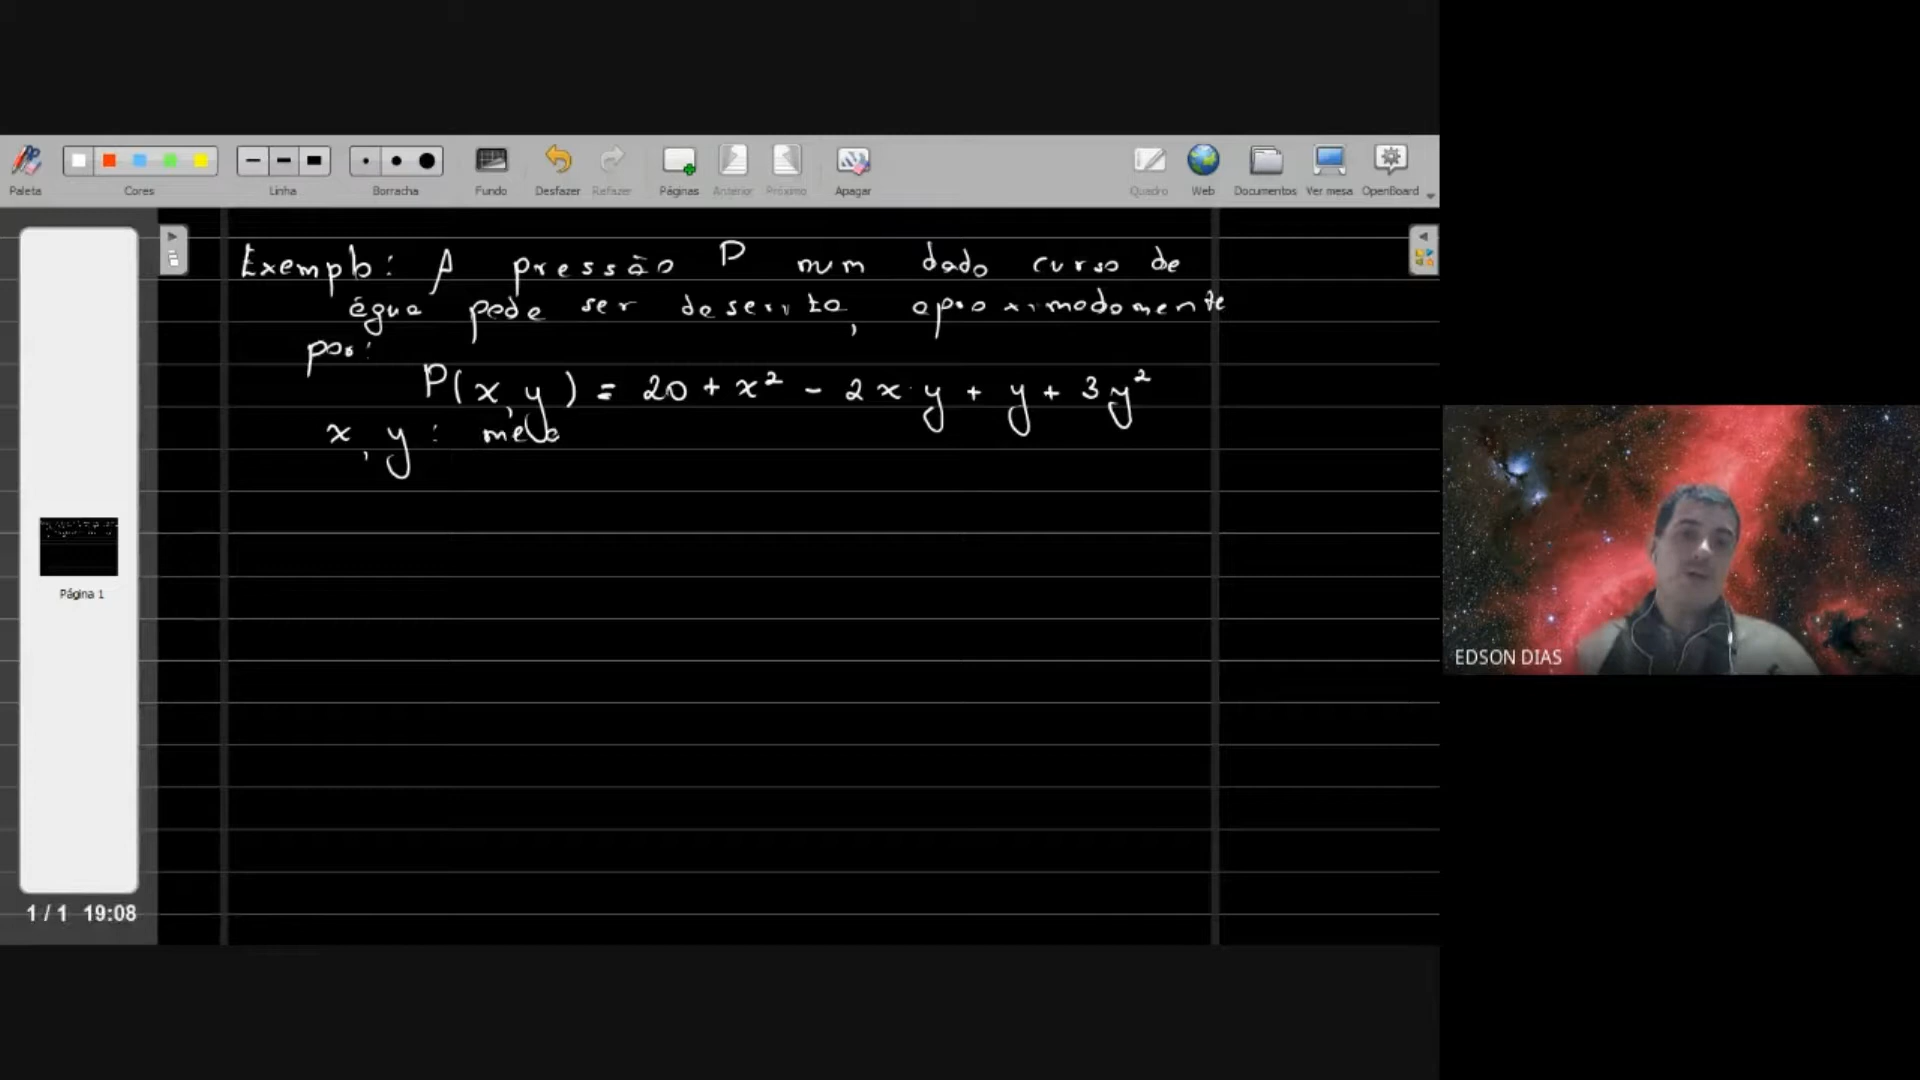 Paleta
Cores
Linha
Borracha
Fundo
Desfazer
Refazer
Páginas
Anterior
Próximo
Apagar
Quadro
Web
Documentos
Ver mesa
OpenBoard
Exemplo: A pressão P num dado curso de
água pode ser descrita, aproximadamente
por:
P(x,y) = 20 + x² - 2x·y + y + 3y²
x, y : met
Página 1
1 / 1 19:08
EDSON DIAS